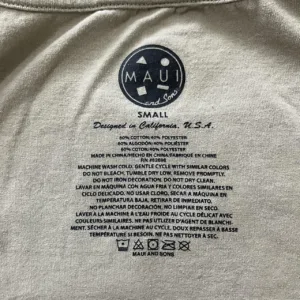 MAUI
and Sons
SMALL
Designed in California, U.S.A.
60% COTTON/40% POLYESTER
60% ALGODÓN/40% POLIÉSTER
60% COTON/40% POLYESTER
MADE IN CHINA/HECHO EN CHINA/FABRIQUÉ EN CHINE
MACHINE WASH COLD, GENTLE CYCLE WITH SIMILAR COLORS
DO NOT BLEACH, TUMBLE DRY LOW, REMOVE PROMPTLY.
DO NOT IRON DECORATION. DO NOT DRY CLEAN.
LAVAR EN MÁQUINA CON AGUA FRÍA Y COLORES SIMILARES EN
CICLO DELICADO. NO USAR CLORO, SECAR A MÁQUINA EN
TEMPERATURA BAJA. RETIRAR DE INMEDIATO.
NO PLANCHAR DECORACIÓN. NO LIMPIAR EN SECO.
LAVER À LA MACHINE À L'EAU FROIDE AU CYCLE DÉLICAT AVEC
COULEURS SIMILAIRES. NE PAS UTILIZER D'AGENT DE BLANCHI-
MENT. SÉCHER À LA MACHINE AU CYCLE DOUX REPASSER À BASSE
TEMPÉRATURE SI BESOIN. NE PAS NETTOYER À SEC.
MAUI AND SONS